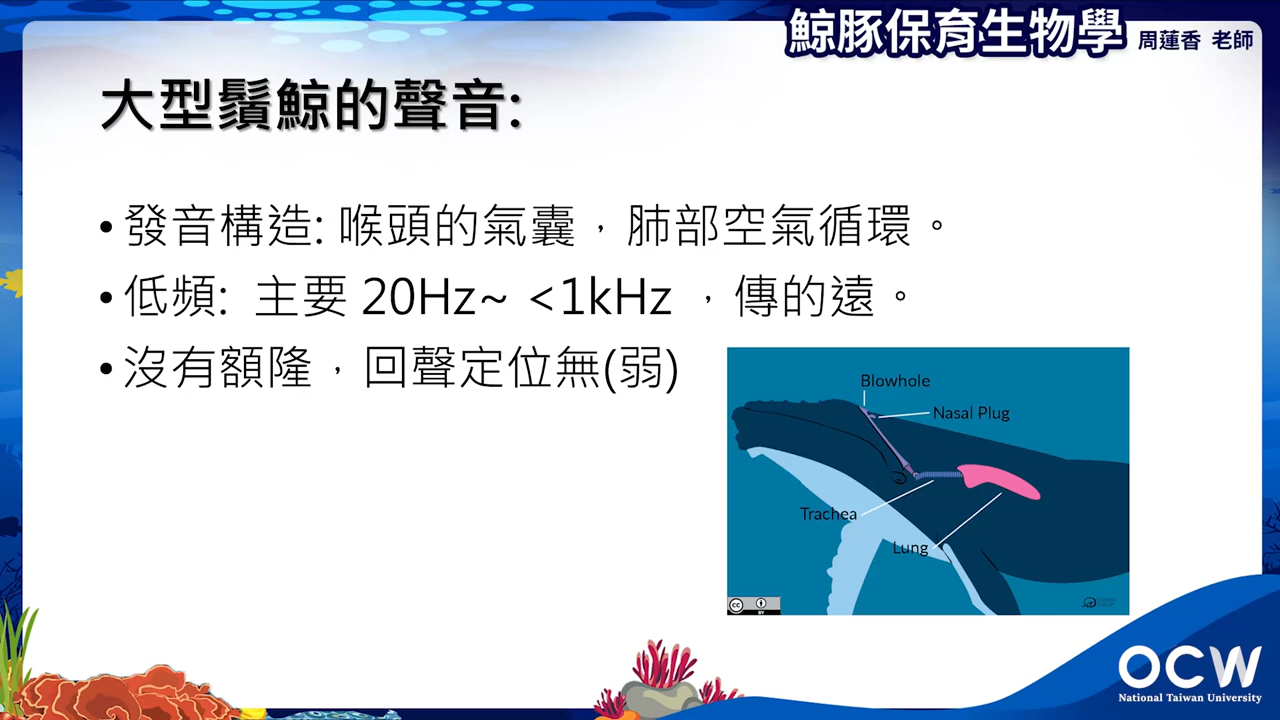 鯨豚保育生物學 周蓮香 老師
大型鬚鯨的聲音:
• 發音構造: 喉頭的氣囊，肺部空氣循環。
• 低頻: 主要 20Hz~ <1kHz ，傳的遠。
• 沒有額隆，回聲定位無(弱)
Blowhole
Nasal Plug
Trachea
Lung
cc
BY
OCW
National Taiwan University